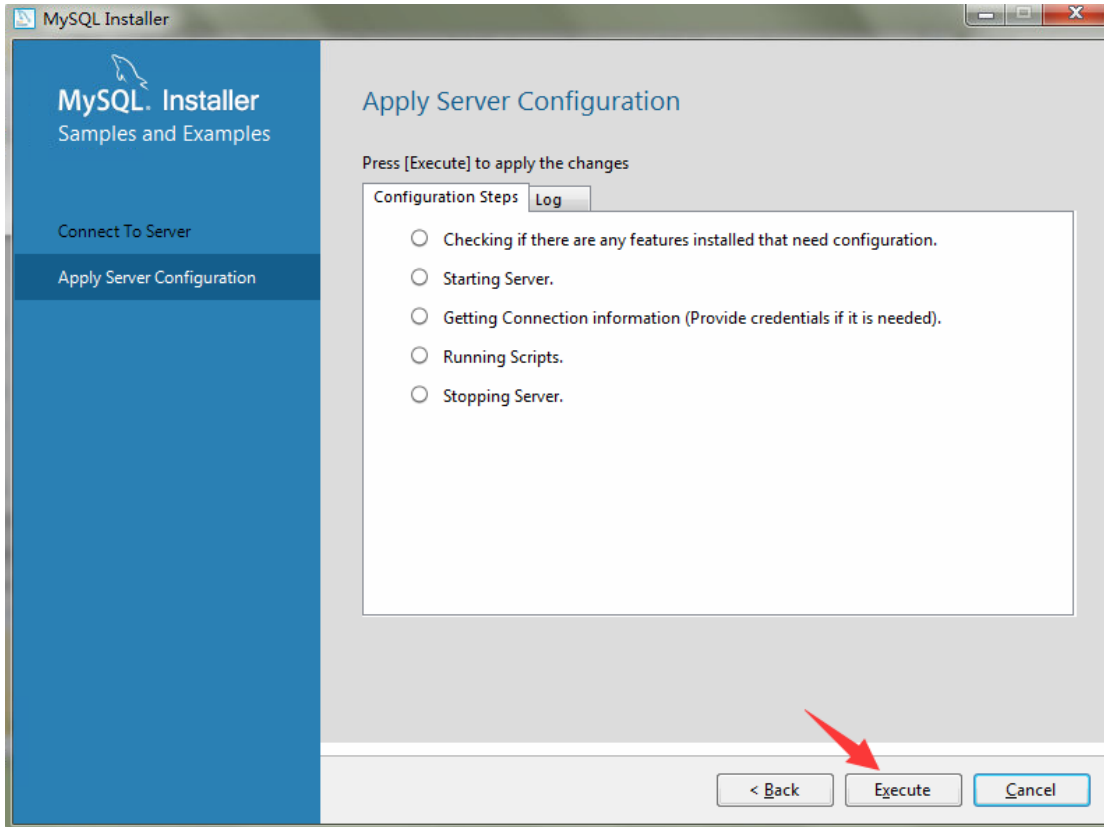 MySQL Installer
MySQL. Installer
Samples and Examples
Connect To Server
Apply Server Configuration
Apply Server Configuration
Press [Execute] to apply the changes
Configuration Steps
Log
Checking if there are any features installed that need configuration.
Starting Server.
Getting Connection information (Provide credentials if it is needed).
Running Scripts.
Stopping Server.
< Back
Execute
Cancel